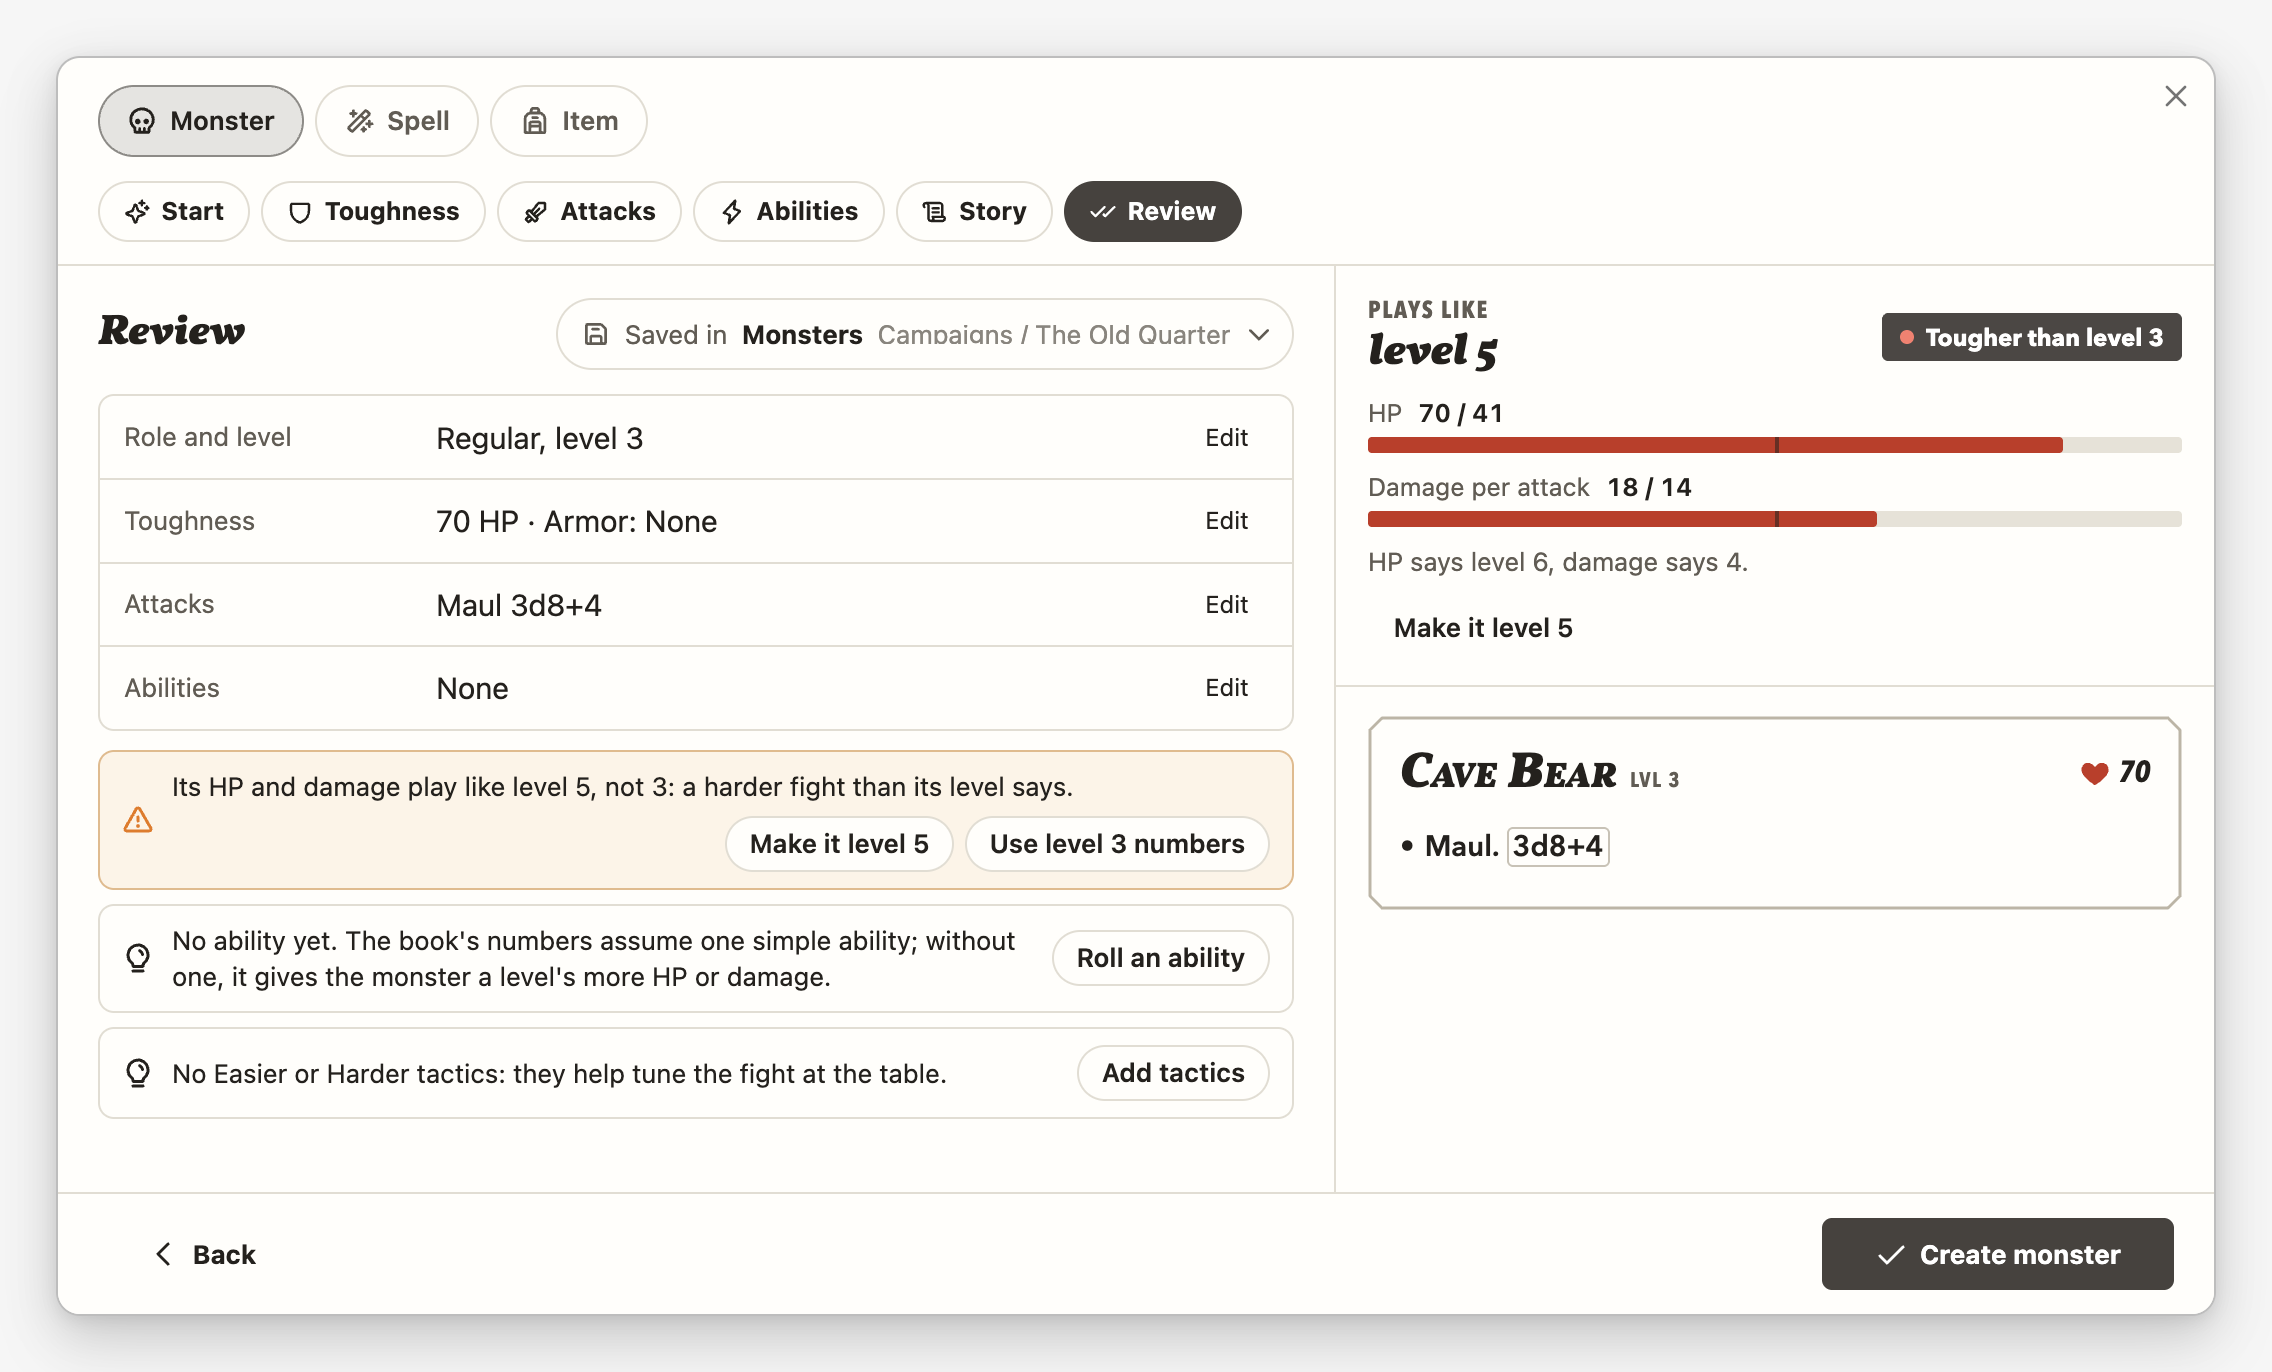 Monster
Spell
Item
Start
Toughness
Attacks
Abilities
Story
Review
Review
Saved in Monsters Campaigns / The Old Quarter
Role and level
Regular, level 3
Edit
Toughness
70 HP · Armor: None
Edit
Attacks
Maul 3d8+4
Edit
Abilities
None
Edit
Its HP and damage play like level 5, not 3: a harder fight than its level says.
Make it level 5
Use level 3 numbers
No ability yet. The book's numbers assume one simple ability; without
one, it gives the monster a level's more HP or damage.
Roll an ability
No Easier or Harder tactics: they help tune the fight at the table.
Add tactics
PLAYS LIKE
level 5
Tougher than level 3
HP 70 / 41
Damage per attack 18 / 14
HP says level 6, damage says 4.
Make it level 5
CAVE BEAR LVL 3
70
• Maul. 3d8+4
Back
Create monster